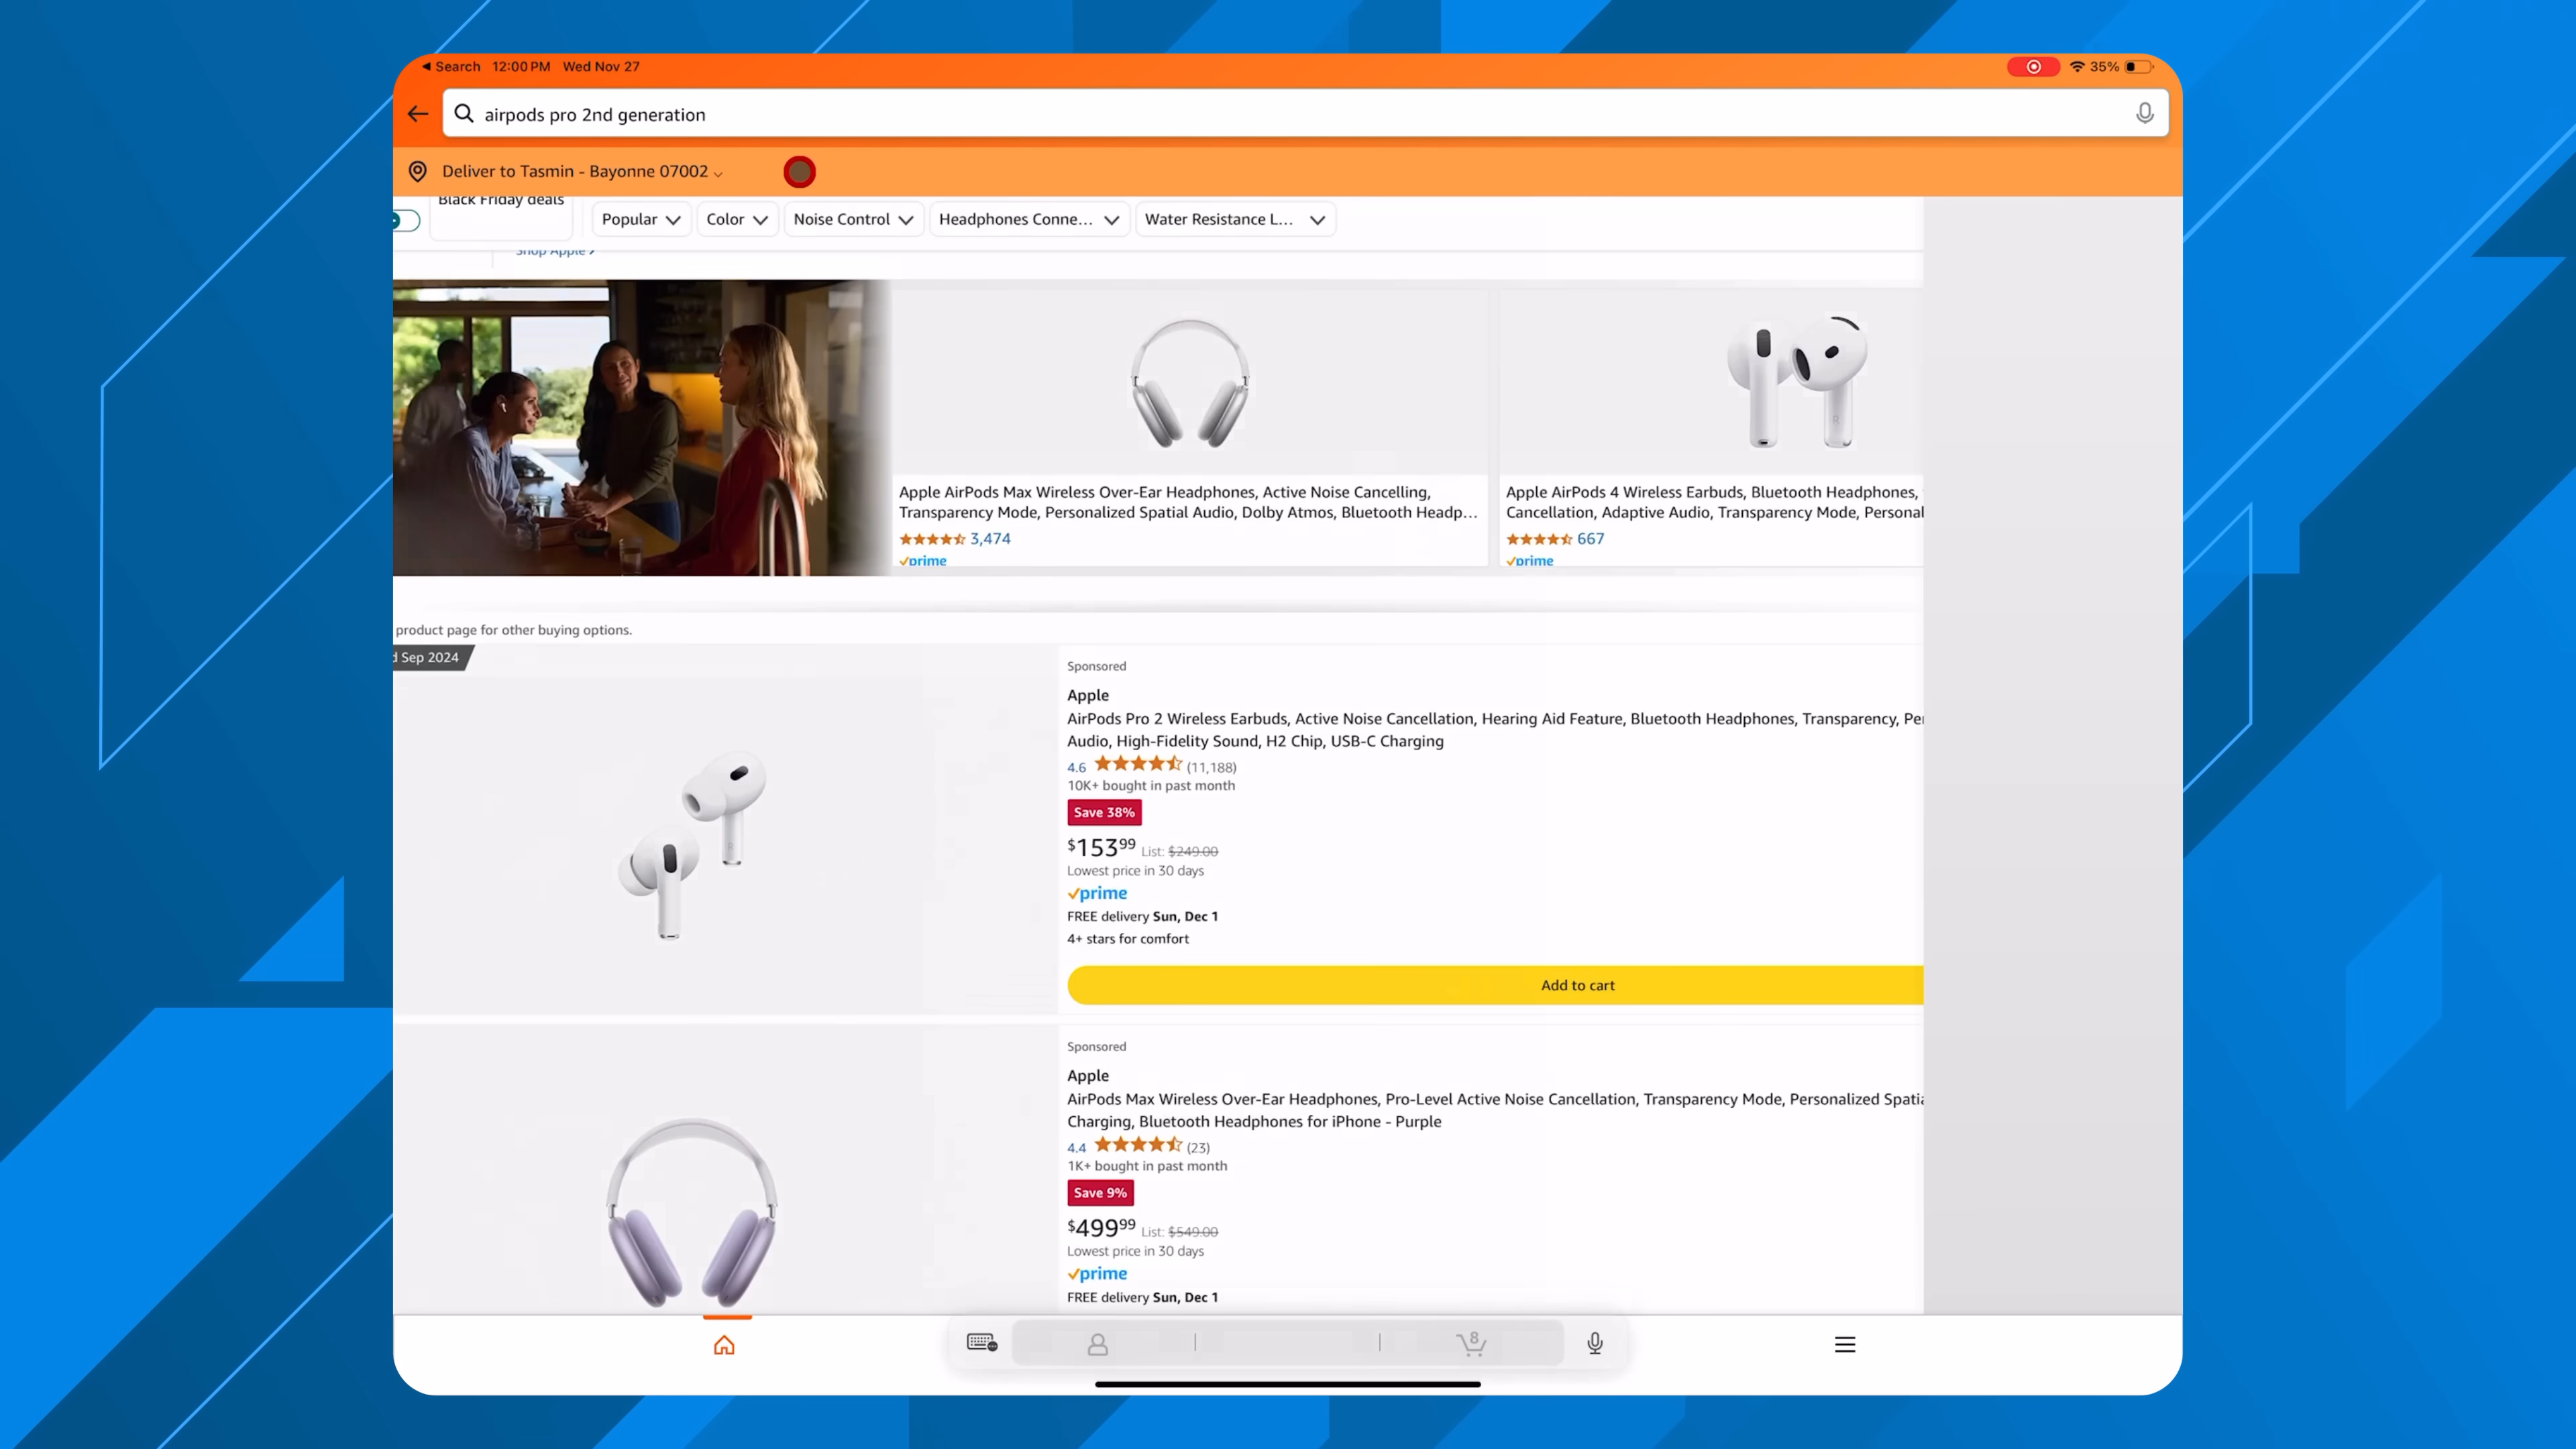 Search 12:00 PM Wed Nov 27
35%
airpods pro 2nd generation
Deliver to Tasmin - Bayonne 07002
Black Friday deals
Popular
Color
Noise Control
Headphones Conne...
Water Resistance L...
Shop Apple
Apple AirPods Max Wireless Over-Ear Headphones, Active Noise Cancelling,
Transparency Mode, Personalized Spatial Audio, Dolby Atmos, Bluetooth Headp...
3,474
prime
Apple AirPods 4 Wireless Earbuds, Bluetooth Headphones,
Cancellation, Adaptive Audio, Transparency Mode, Personal
667
prime
product page for other buying options.
d Sep 2024
Sponsored
Apple
AirPods Pro 2 Wireless Earbuds, Active Noise Cancellation, Hearing Aid Feature, Bluetooth Headphones, Transparency, Per
Audio, High-Fidelity Sound, H2 Chip, USB-C Charging
4.6 (11,188)
10K+ bought in past month
Save 38%
$153 99 List: $249.00
Lowest price in 30 days
prime
FREE delivery Sun, Dec 1
4+ stars for comfort
Add to cart
Sponsored
Apple
AirPods Max Wireless Over-Ear Headphones, Pro-Level Active Noise Cancellation, Transparency Mode, Personalized Spatia
Charging, Bluetooth Headphones for iPhone - Purple
4.4 (23)
1K+ bought in past month
Save 9%
$499 99 List: $549.00
Lowest price in 30 days
prime
FREE delivery Sun, Dec 1
8